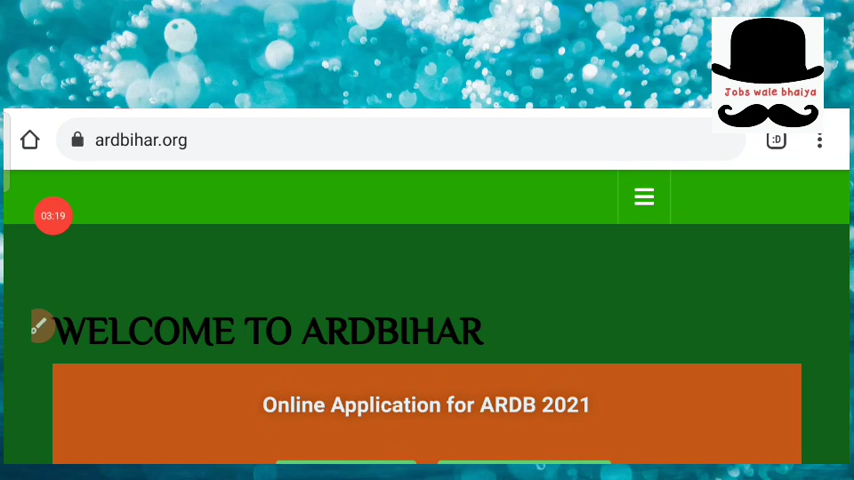 Jobs wale bhaiya
ardbihar.org
:D
03:19
WELCOME TO ARDBIHAR
Online Application for ARDB 2021